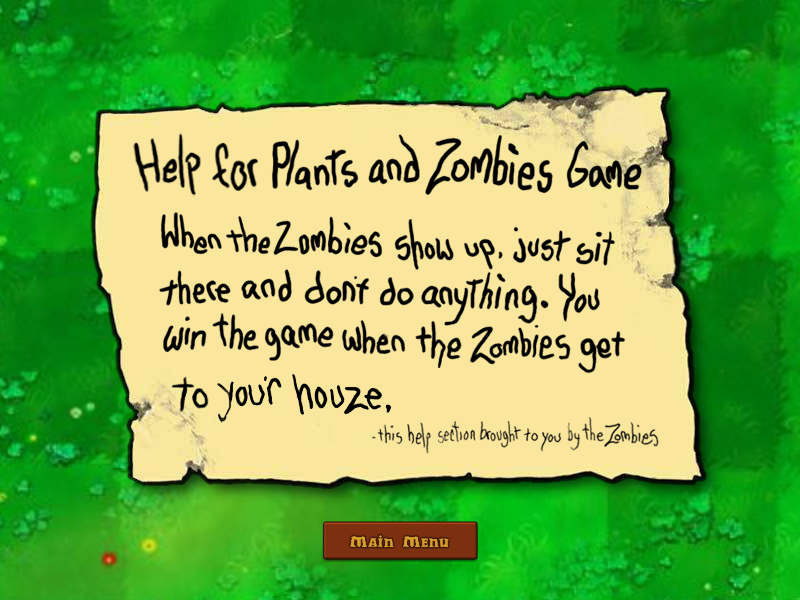 Help for Plants and Zombies Game
When the Zombies show up, just sit
there and don't do anything. You
win the game when the Zombies get
to your houze.
-this help section brought to you by the Zombies
Main Menu